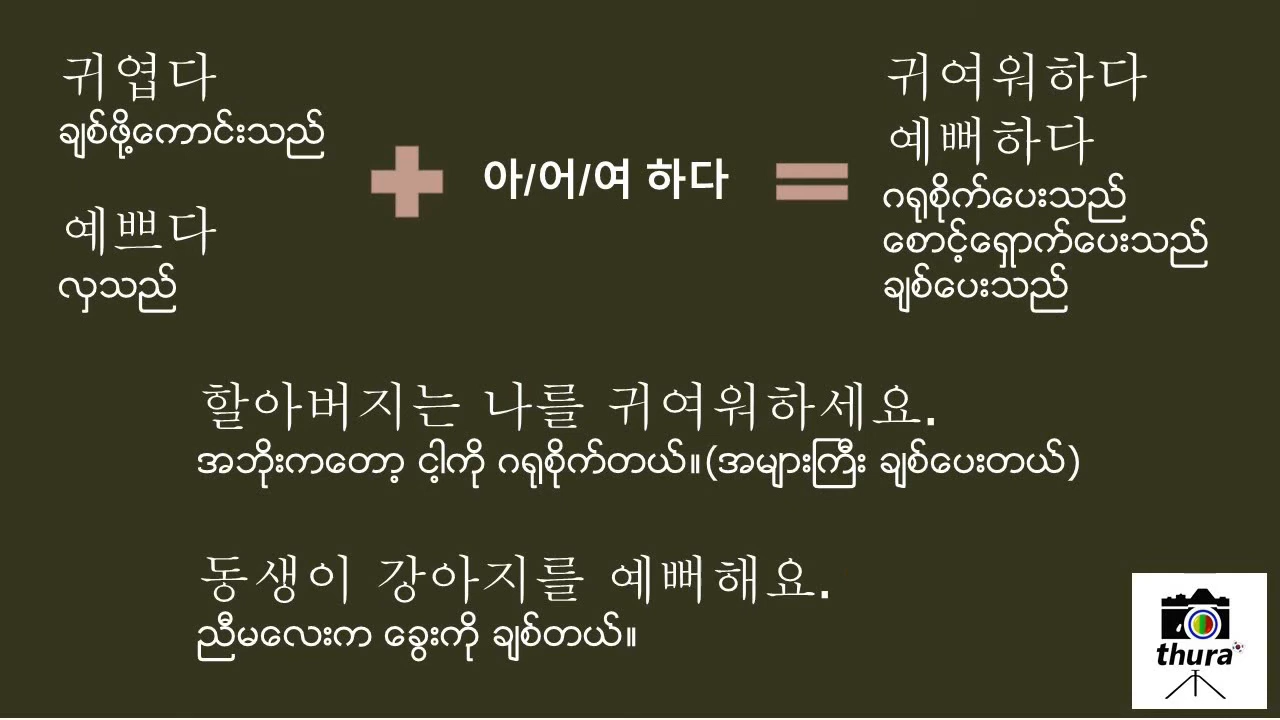 귀엽다
ချစ်ဖို့ကောင်းသည်
예쁘다
လှသည်
아/어/여 하다
귀여워하다
예뻐하다
ဂရုစိုက်ပေးသည်
စောင့်ရှောက်ပေးသည်
ချစ်ပေးသည်
할아버지는 나를 귀여워하세요.
အဘိုးကတော့ ငါ့ကို ဂရုစိုက်တယ်။(အများကြီး ချစ်ပေးတယ်)
동생이 강아지를 예뻐해요.
ညီမလေးက ခွေးကို ချစ်တယ်။
thura